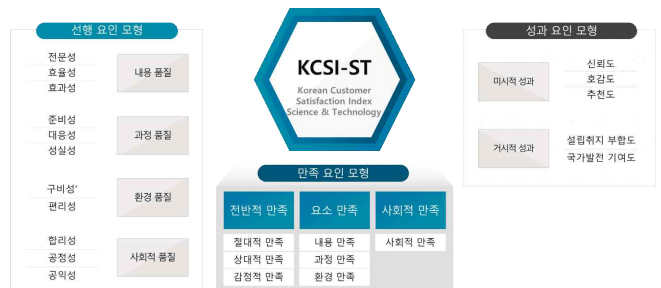 선행 요인 모형
전문성
효율성
효과성
내용 품질
준비성
대응성
성실성
과정 품질
구비성*
편리성
환경 품질
합리성
공정성
공익성
사회적 품질
KCSI-ST
Korean Customer
Satisfaction Index
Science & Technology
만족 요인 모형
전반적 만족
요소 만족
사회적 만족
절대적 만족
내용 만족
사회적 만족
상대적 만족
과정 만족
감정적 만족
환경 만족
성과 요인 모형
미시적 성과
신뢰도
호감도
추천도
거시적 성과
설립취지 부합도
국가발전 기여도